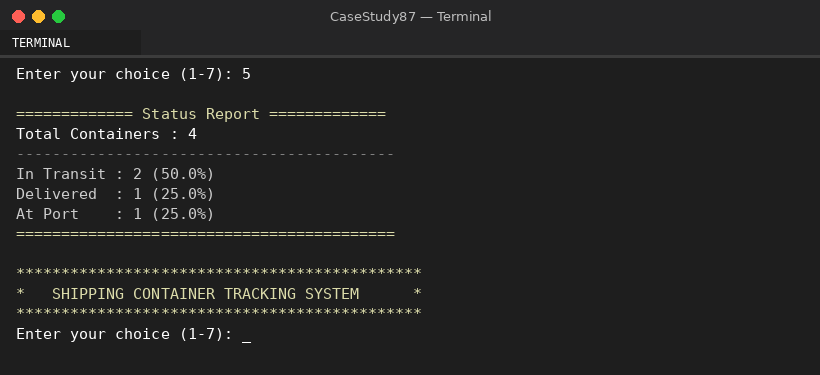 CaseStudy87 — Terminal
TERMINAL
Enter your choice (1-7): 5
============= Status Report =============
Total Containers : 4
------------------------------------------
In Transit : 2 (50.0%)
Delivered  : 1 (25.0%)
At Port    : 1 (25.0%)
==========================================
*********************************************
*   SHIPPING CONTAINER TRACKING SYSTEM      *
*********************************************
Enter your choice (1-7): _